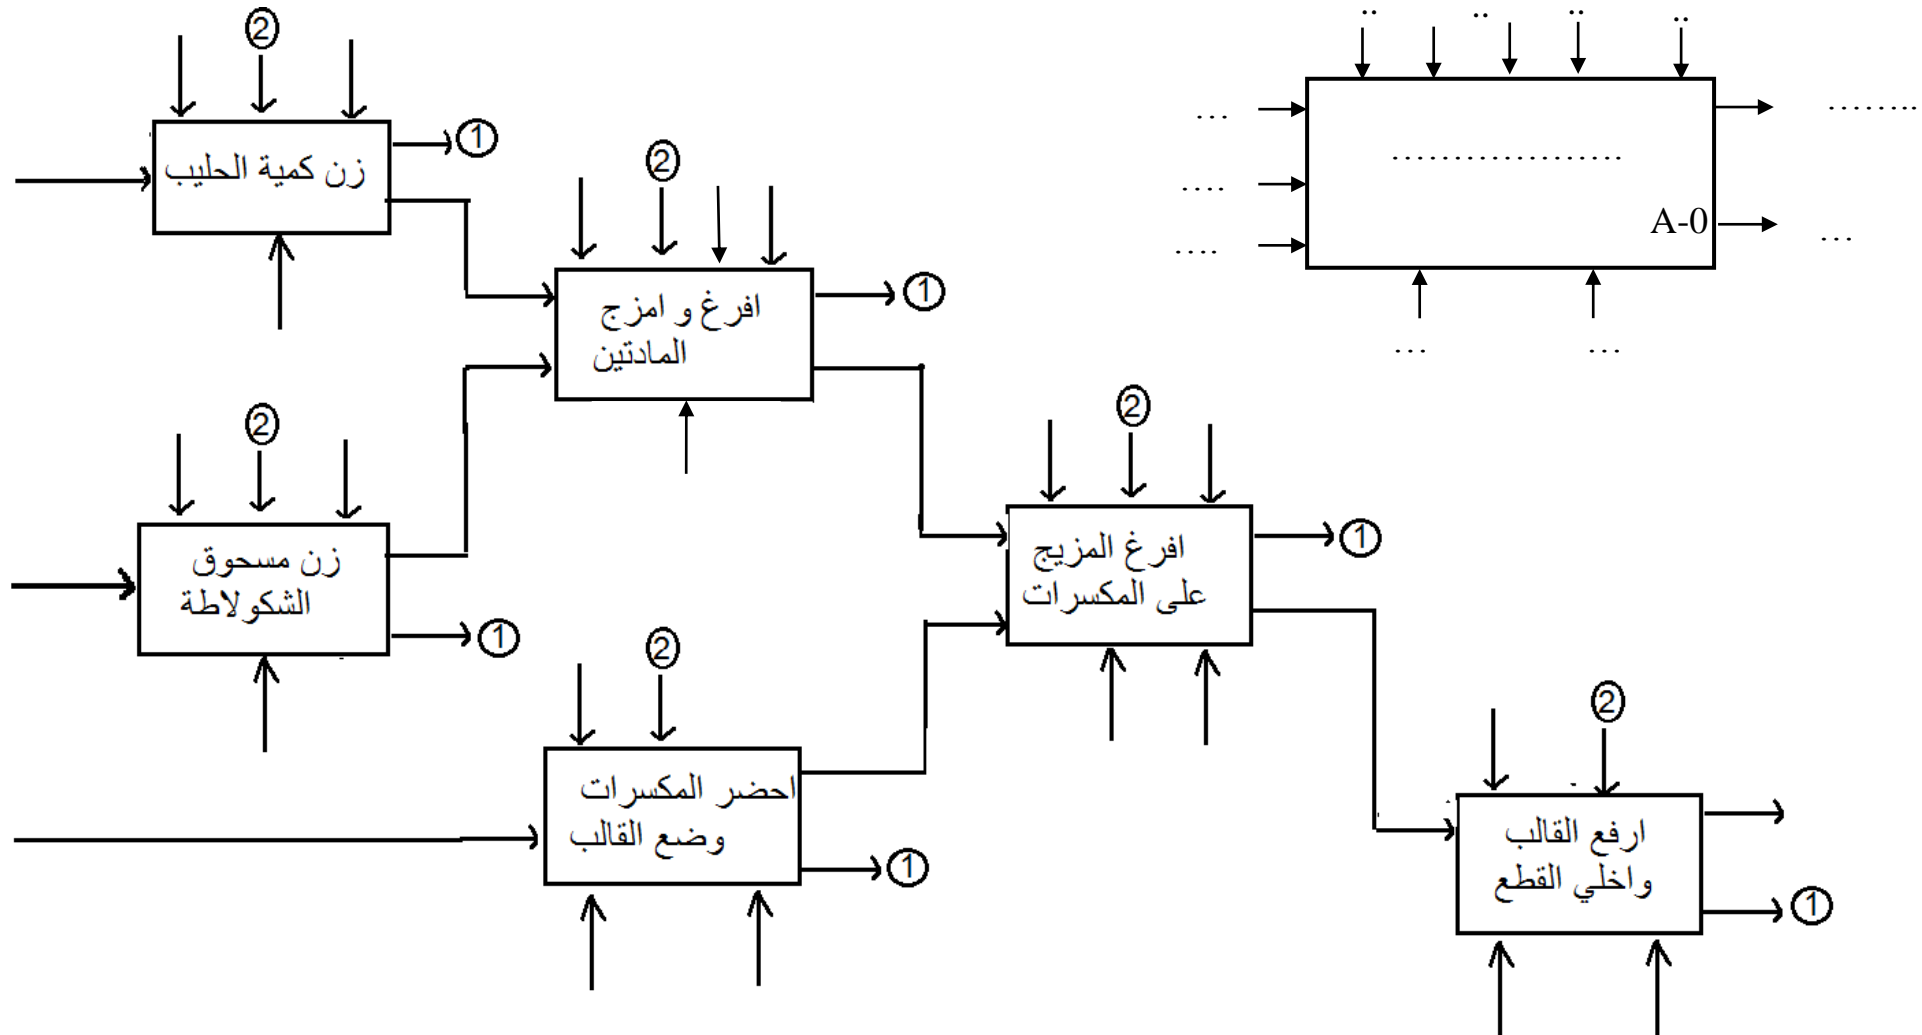 ②
زن كمية الحليب
①
②
افرغ و امزج
المادتين
①
②
زن مسحوق
الشكولاطة
①
②
احضر المكسرات
وضع القالب
①
②
افرغ المزيج
على المكسرات
①
②
ارفع القالب
واخلي القطع
①
..
..
..
..
...
....
....
..................
A-0
........
...
...
...